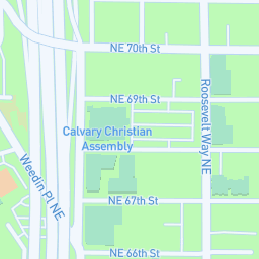 NE 70th St
NE 69th St
Roosevelt Way NE
Calvary Christian
Assembly
Weedin Pl NE
NE 67th St
NE 66th St